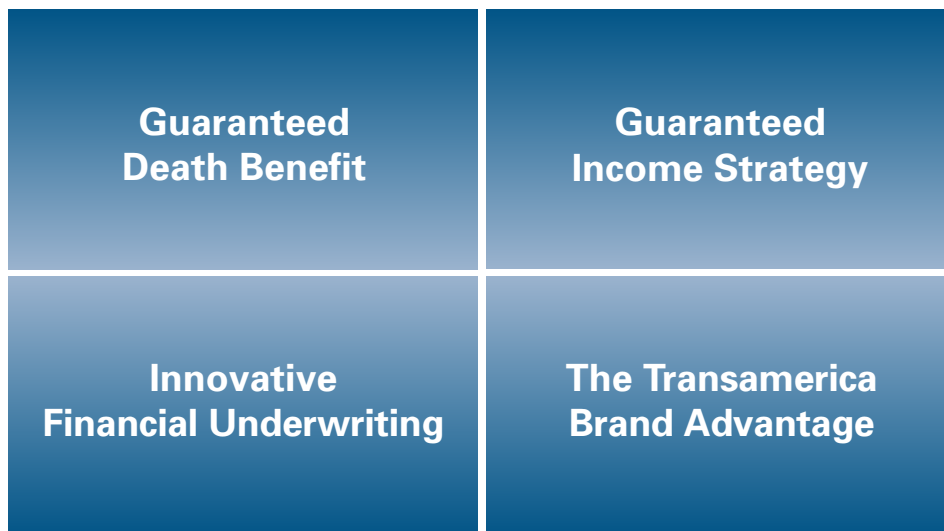 Guaranteed
Death Benefit
Guaranteed
Income Strategy
Innovative
Financial Underwriting
The Transamerica
Brand Advantage